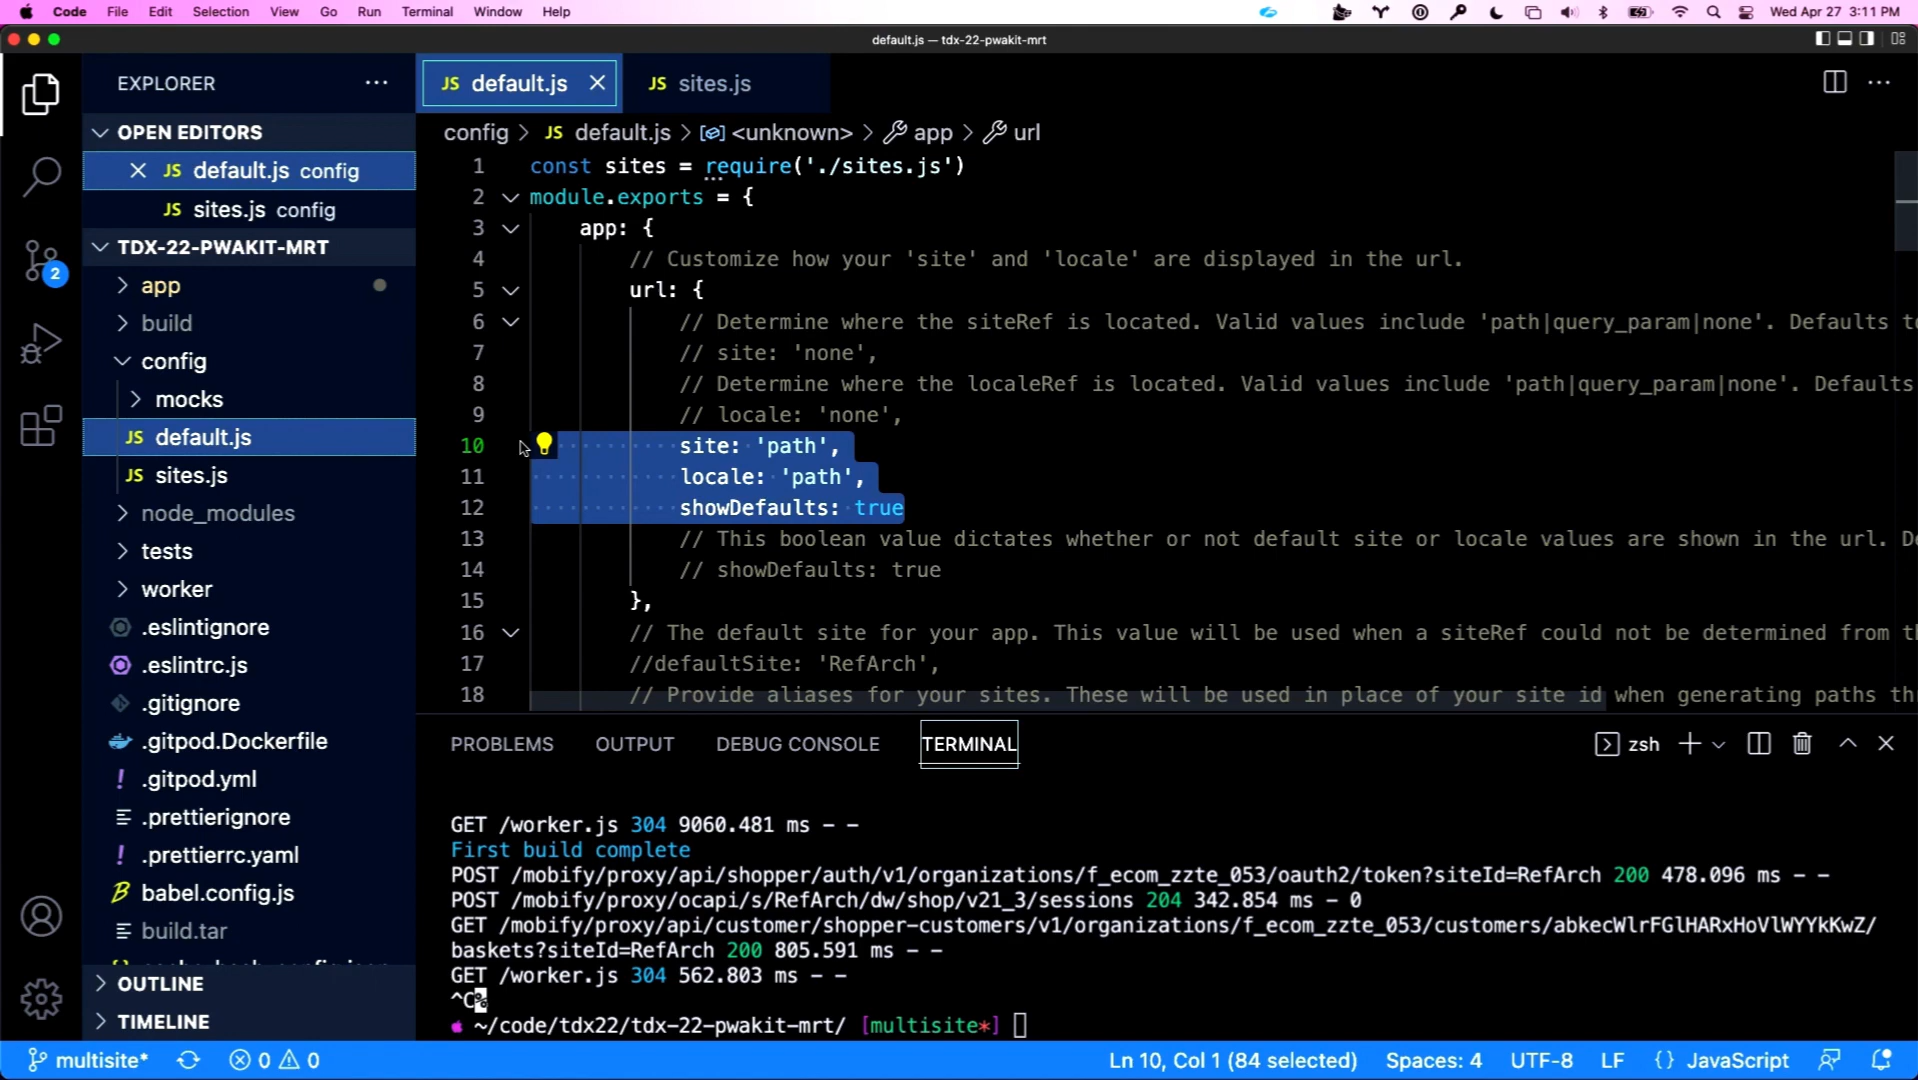 Code File Edit Selection View Go Run Terminal Window Help Wed Apr 27 3:11 PM
default.js — tdx-22-pwakit-mrt
EXPLORER
JS default.js
JS sites.js
OPEN EDITORS
JS default.js config
JS sites.js config
TDX-22-PWAKIT-MRT
app
build
config
mocks
JS default.js
JS sites.js
node_modules
tests
worker
.eslintignore
.eslintrc.js
.gitignore
.gitpod.Dockerfile
! .gitpod.yml
.prettierignore
! .prettierrc.yaml
babel.config.js
build.tar
OUTLINE
TIMELINE
2
config > JS default.js > <unknown> > app > url
1 const sites = require('./sites.js')
2 module.exports = {
3 app: {
4 // Customize how your 'site' and 'locale' are displayed in the url.
5 url: {
6 // Determine where the siteRef is located. Valid values include 'path|query_param|none'. Defaults to
7 // site: 'none',
8 // Determine where the localeRef is located. Valid values include 'path|query_param|none'. Defaults
9 // locale: 'none',
10 site: 'path',
11 locale: 'path',
12 showDefaults: true
13 // This boolean value dictates whether or not default site or locale values are shown in the url. De
14 // showDefaults: true
15 },
16 // The default site for your app. This value will be used when a siteRef could not be determined from th
17 //defaultSite: 'RefArch',
18 // Provide aliases for your sites. These will be used in place of your site id when generating paths thr
PROBLEMS OUTPUT DEBUG CONSOLE TERMINAL zsh
GET /worker.js 304 9060.481 ms - -
First build complete
POST /mobify/proxy/api/shopper/auth/v1/organizations/f_ecom_zzte_053/oauth2/token?siteId=RefArch 200 478.096 ms - -
POST /mobify/proxy/ocapi/s/RefArch/dw/shop/v21_3/sessions 204 342.854 ms - 0
GET /mobify/proxy/api/customer/shopper-customers/v1/organizations/f_ecom_zzte_053/customers/abkecWlrFGlHARxHoVlWYYkKwZ/
baskets?siteId=RefArch 200 805.591 ms - -
GET /worker.js 304 562.803 ms - -
^C%
~/code/tdx22/tdx-22-pwakit-mrt/ [multisite*]
multisite* 0 0 Ln 10, Col 1 (84 selected) Spaces: 4 UTF-8 LF {} JavaScript